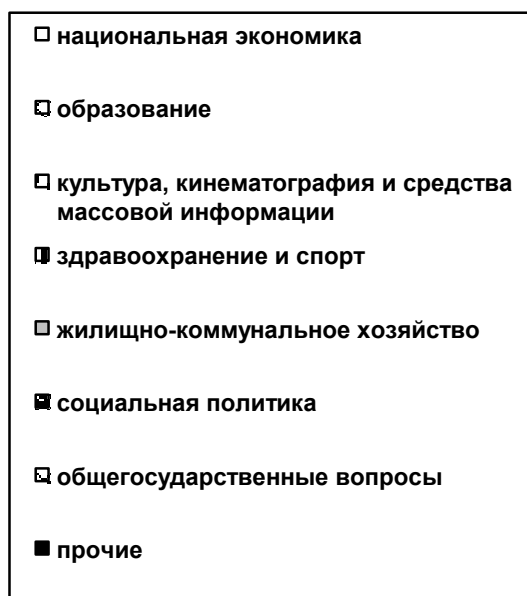 национальная экономика
образование
культура, кинематография и средства
массовой информации
здравоохранение и спорт
жилищно-коммунальное хозяйство
социальная политика
общегосударственные вопросы
прочие